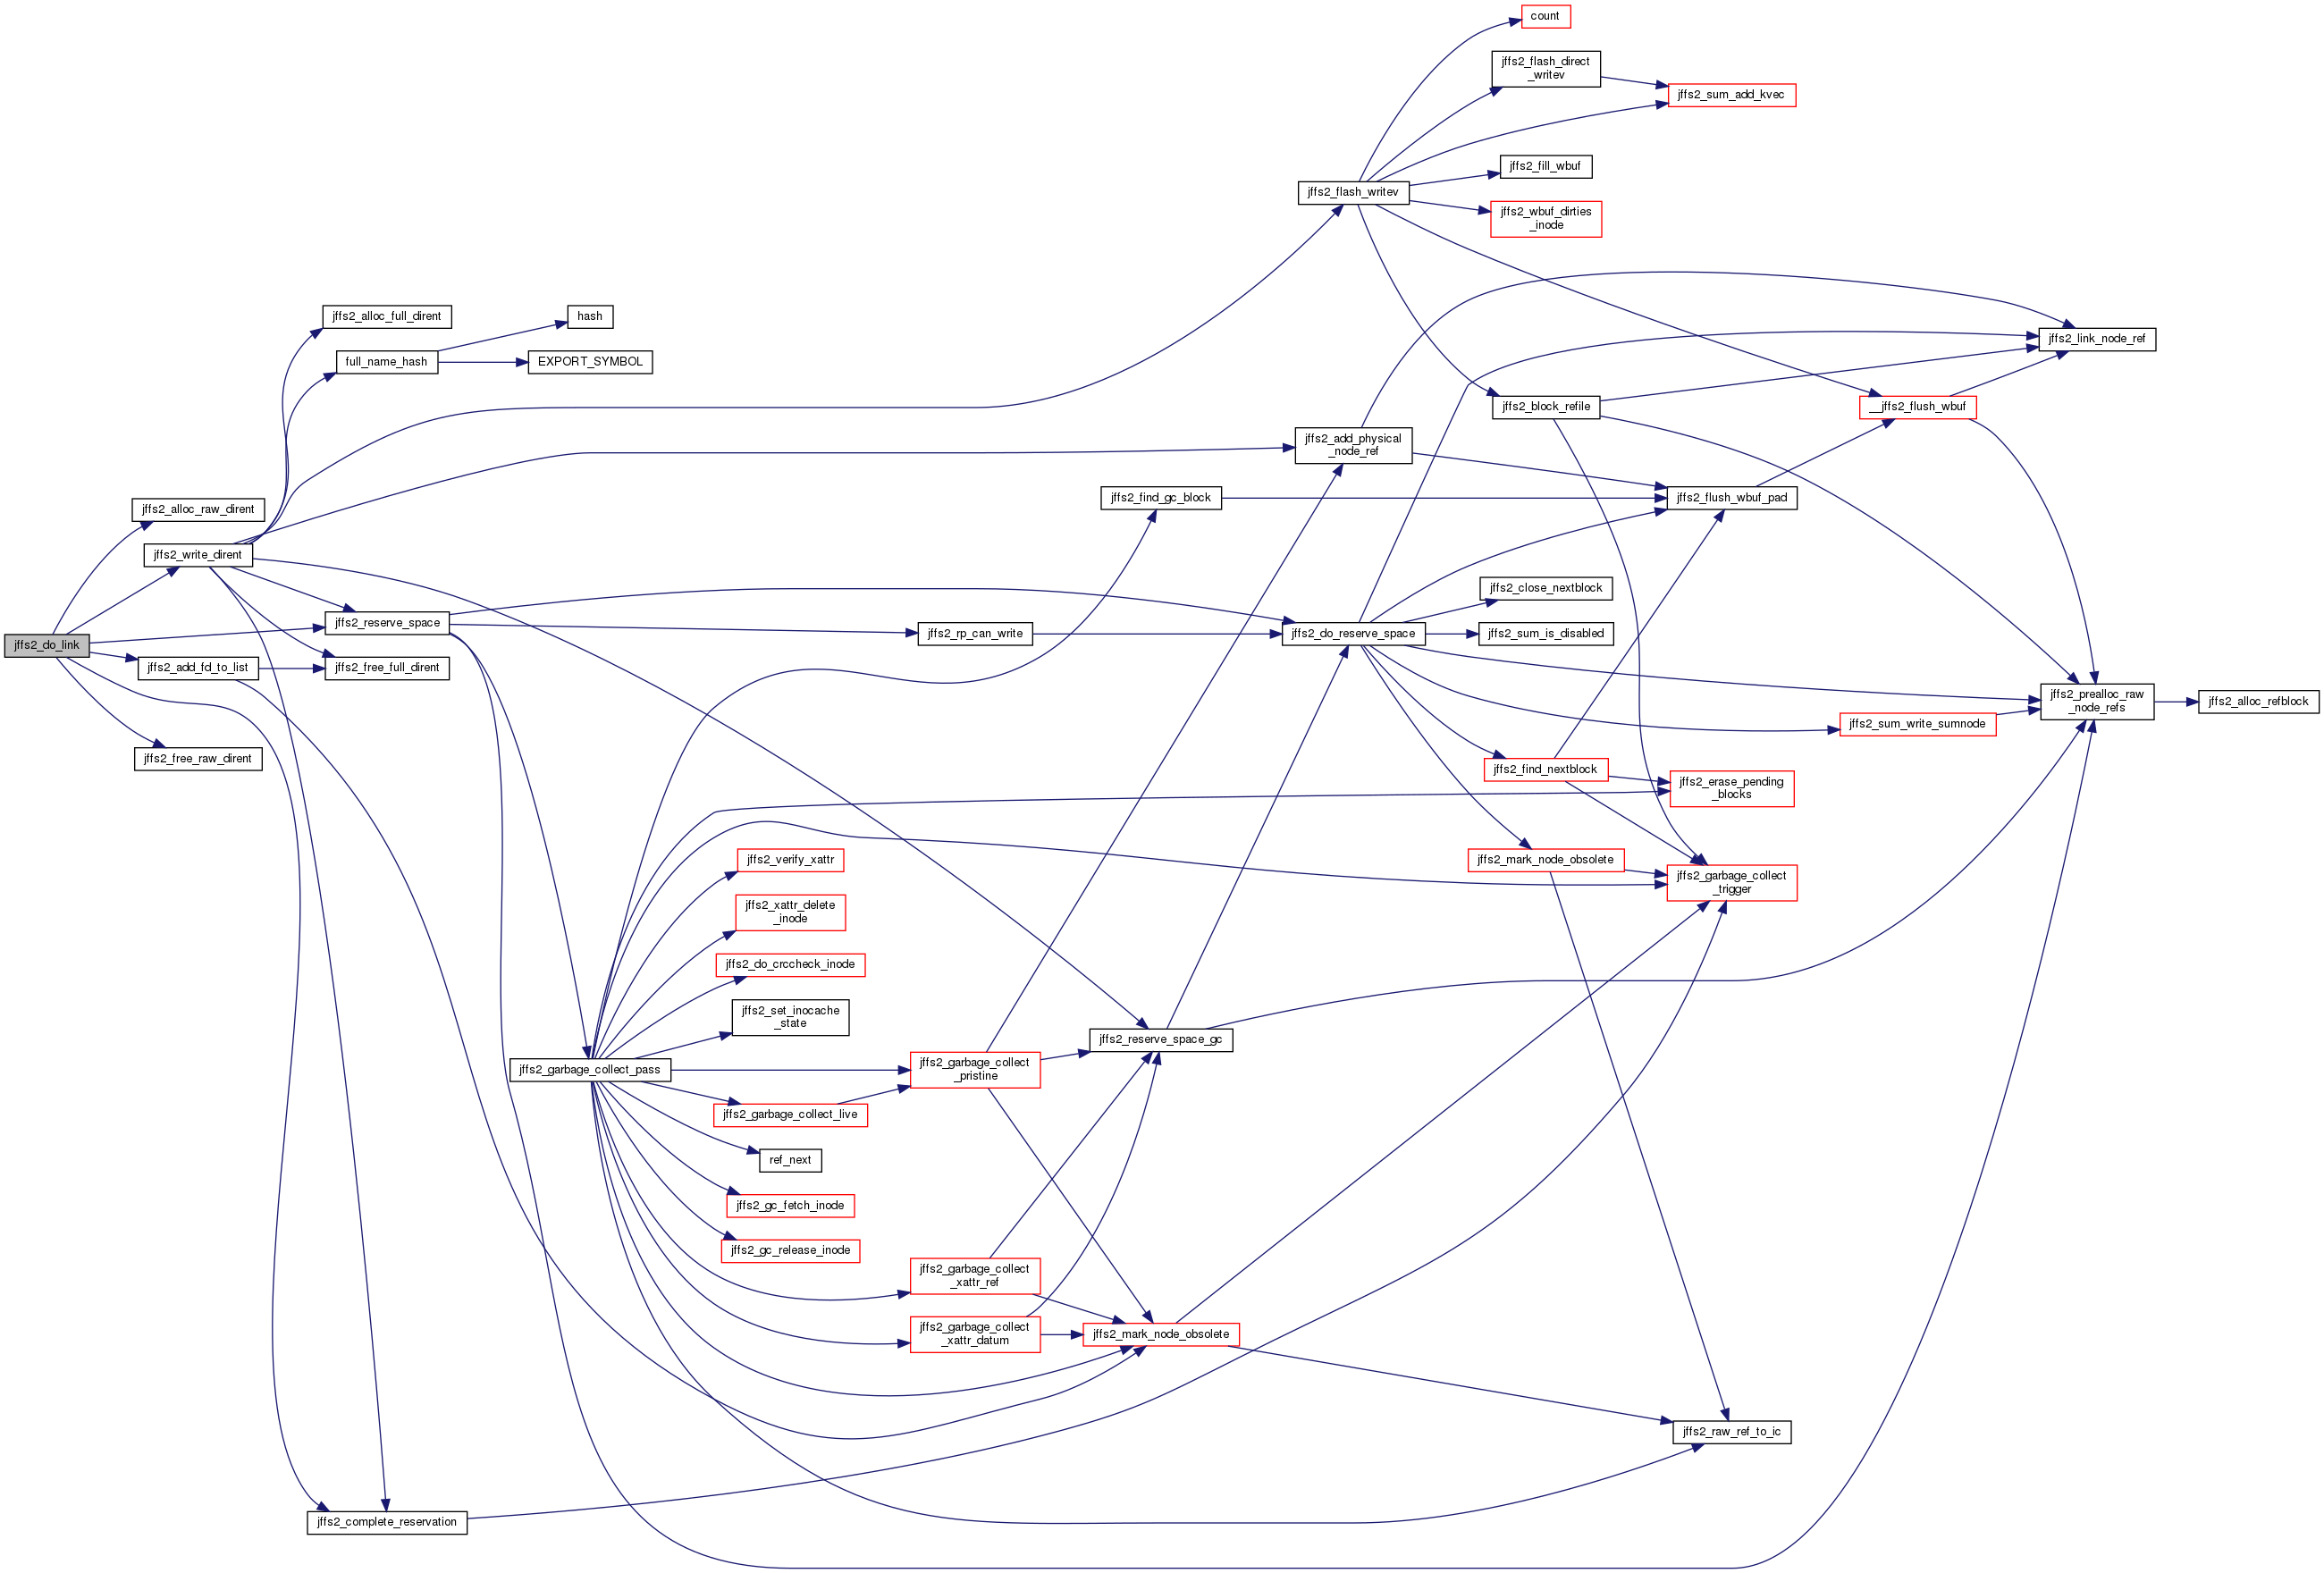 count
jffs2_flash_direct
_writev
jffs2_sum_add_kvec
jffs2_fill_wbuf
jffs2_flash_writev
jffs2_wbuf_dirties
_inode
jffs2_alloc_full_dirent
hash
full_name_hash
EXPORT_SYMBOL
jffs2_link_node_ref
jffs2_block_refile
__jffs2_flush_wbuf
jffs2_add_physical
_node_ref
jffs2_find_gc_block
jffs2_flush_wbuf_pad
jffs2_alloc_raw_dirent
jffs2_write_dirent
jffs2_close_nextblock
jffs2_reserve_space
jffs2_rp_can_write
jffs2_do_reserve_space
jffs2_sum_is_disabled
jffs2_do_link
jffs2_add_fd_to_list
jffs2_free_full_dirent
jffs2_prealloc_raw
_node_refs
jffs2_alloc_refblock
jffs2_sum_write_sumnode
jffs2_free_raw_dirent
jffs2_find_nextblock
jffs2_erase_pending
_blocks
jffs2_verify_xattr
jffs2_mark_node_obsolete
jffs2_garbage_collect
_trigger
jffs2_xattr_delete
_inode
jffs2_do_crccheck_inode
jffs2_set_inocache
_state
jffs2_reserve_space_gc
jffs2_garbage_collect_pass
jffs2_garbage_collect
_pristine
jffs2_garbage_collect_live
ref_next
jffs2_gc_fetch_inode
jffs2_gc_release_inode
jffs2_garbage_collect
_xattr_ref
jffs2_garbage_collect
_xattr_datum
jffs2_mark_node_obsolete
jffs2_raw_ref_to_ic
jffs2_complete_reservation